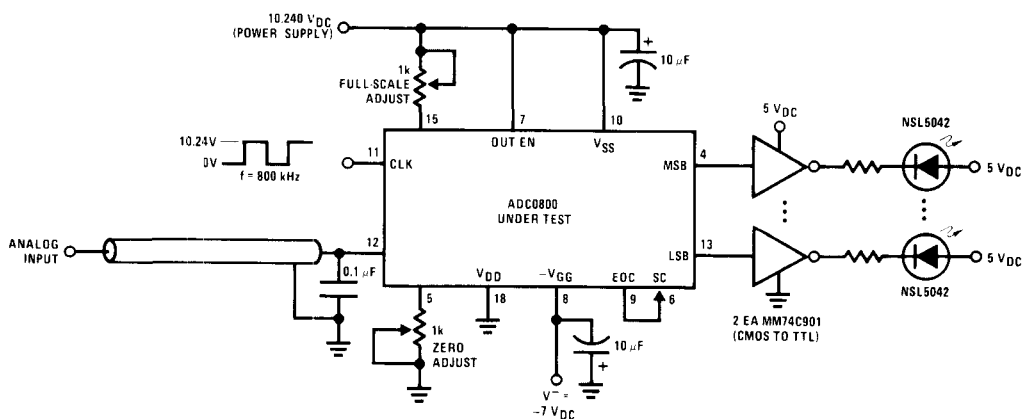 10.240 VDC
(POWER SUPPLY)
+
10 µF
1k
FULL-SCALE
ADJUST
15
7
10
5 VDC
NSL5042
10.24V
0V
f = 800 kHz
11
CLK
OUT EN
VSS
MSB
4
5 VDC
ADC0800
UNDER TEST
ANALOG
INPUT
12
0.1 µF
LSB
13
5 VDC
NSL5042
VDD
-VGG
EOC
SC
5
18
8
9
6
1k
ZERO
ADJUST
10 µF
+
2 EA MM74C901
(CMOS TO TTL)
V– =
-7 VDC